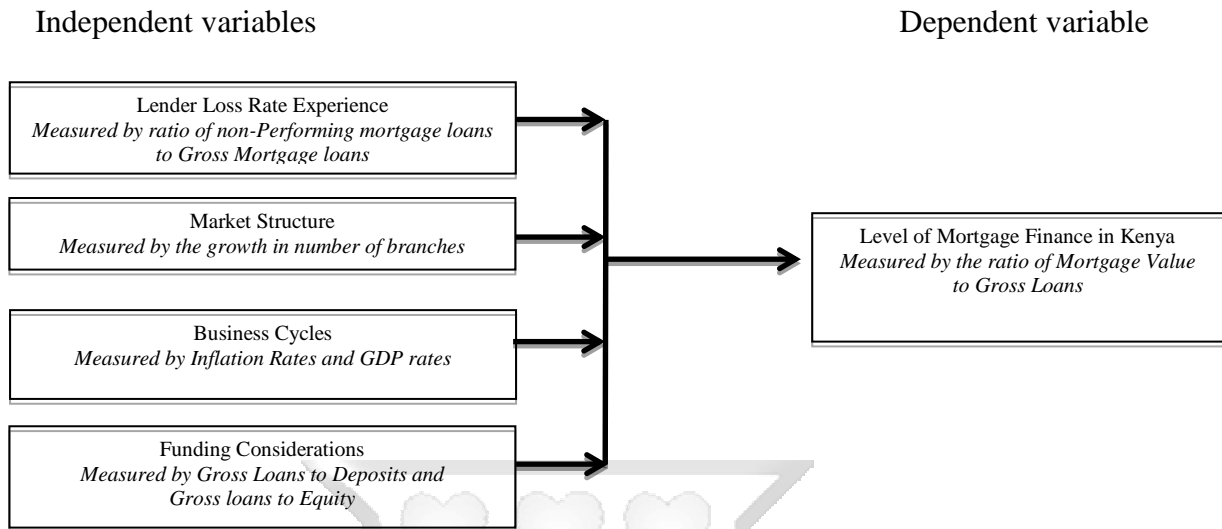 Independent variables
Dependent variable
Lender Loss Rate Experience
Measured by ratio of non-Performing mortgage loans
to Gross Mortgage loans
Market Structure
Measured by the growth in number of branches
Business Cycles
Measured by Inflation Rates and GDP rates
Funding Considerations
Measured by Gross Loans to Deposits and
Gross loans to Equity
Level of Mortgage Finance in Kenya
Measured by the ratio of Mortgage Value
to Gross Loans